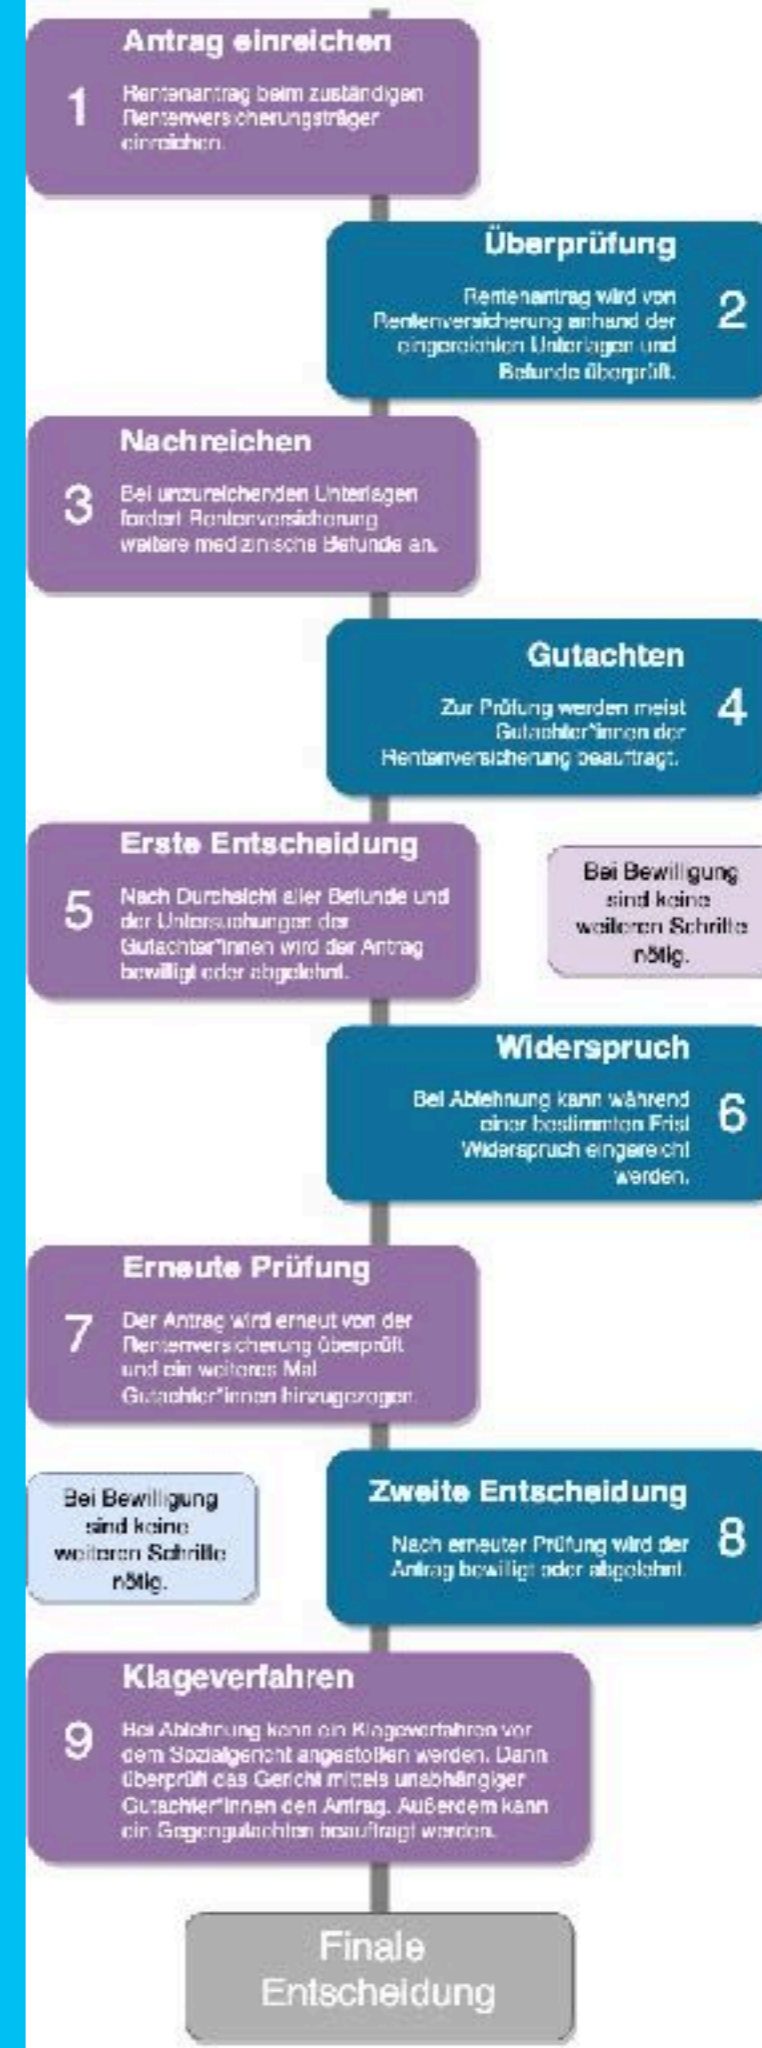 Antrag einreichen
1
Rentenantrag beim zuständigen
Rentenversicherungsträger
einreichen.
Überprüfung
Rentenantrag wird von
Rentenversicherung anhand der
eingereichten Unterlagen und
Befunde überprüft.
2
Nachreichen
3
Bei unzureichenden Unterlagen
fordert Rentenversicherung
weitere medizinische Befunde an.
Gutachten
Zur Prüfung werden meist
Gutachter*innen der
Rentenversicherung beauftragt.
4
Erste Entscheidung
5
Nach Durchsicht aller Befunde und
der Untersuchungen der
Gutachter*innen wird der Antrag
bewilligt oder abgelehnt.
Bei Bewilligung
sind keine
weiteren Schritte
nötig.
Widerspruch
Bei Ablehnung kann während
einer bestimmten Frist
Widerspruch eingereicht
werden.
6
Erneute Prüfung
7
Der Antrag wird erneut von der
Rentenversicherung überprüft
und ein weiteres Mal
Gutachter*innen hinzugezogen.
Bei Bewilligung
sind keine
weiteren Schritte
nötig.
Zweite Entscheidung
Nach erneuter Prüfung wird der
Antrag bewilligt oder abgelehnt.
8
Klageverfahren
9
Bei Ablehnung kann ein Klageverfahren vor
dem Sozialgericht angestoßen werden. Dann
überprüft das Gericht mittels unabhängiger
Gutachter*innen den Antrag. Außerdem kann
ein Gegengutachten beauftragt werden.
Finale
Entscheidung